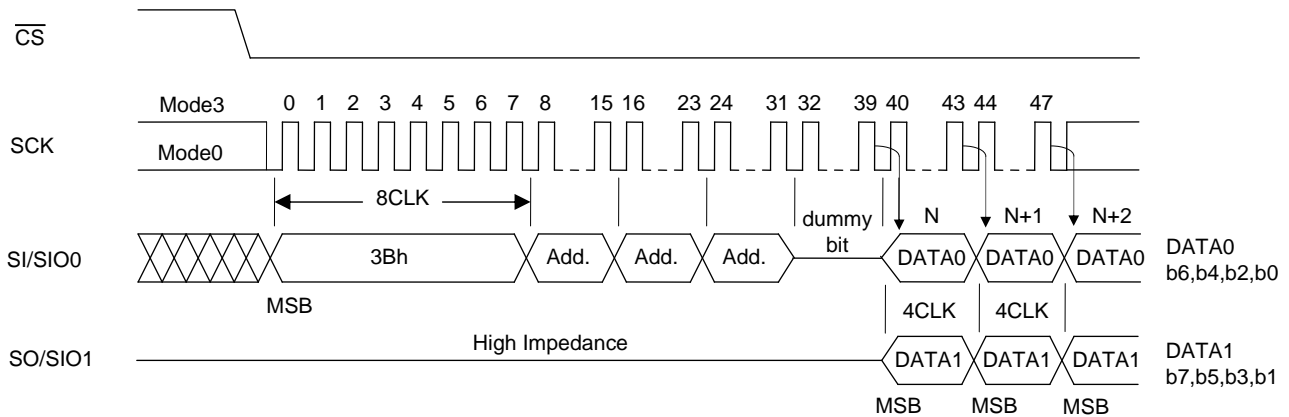 CS
Mode3 0 1 2 3 4 5 6 7 8 15 16 23 24 31 32 39 40 43 44 47
SCK
Mode0
8CLK
dummy
bit
N N+1 N+2
SI/SIO0 3Bh Add. Add. Add. DATA0 DATA0 DATA0
DATA0
b6,b4,b2,b0
MSB
4CLK 4CLK
High Impedance
SO/SIO1 DATA1 DATA1 DATA1
DATA1
b7,b5,b3,b1
MSB MSB MSB